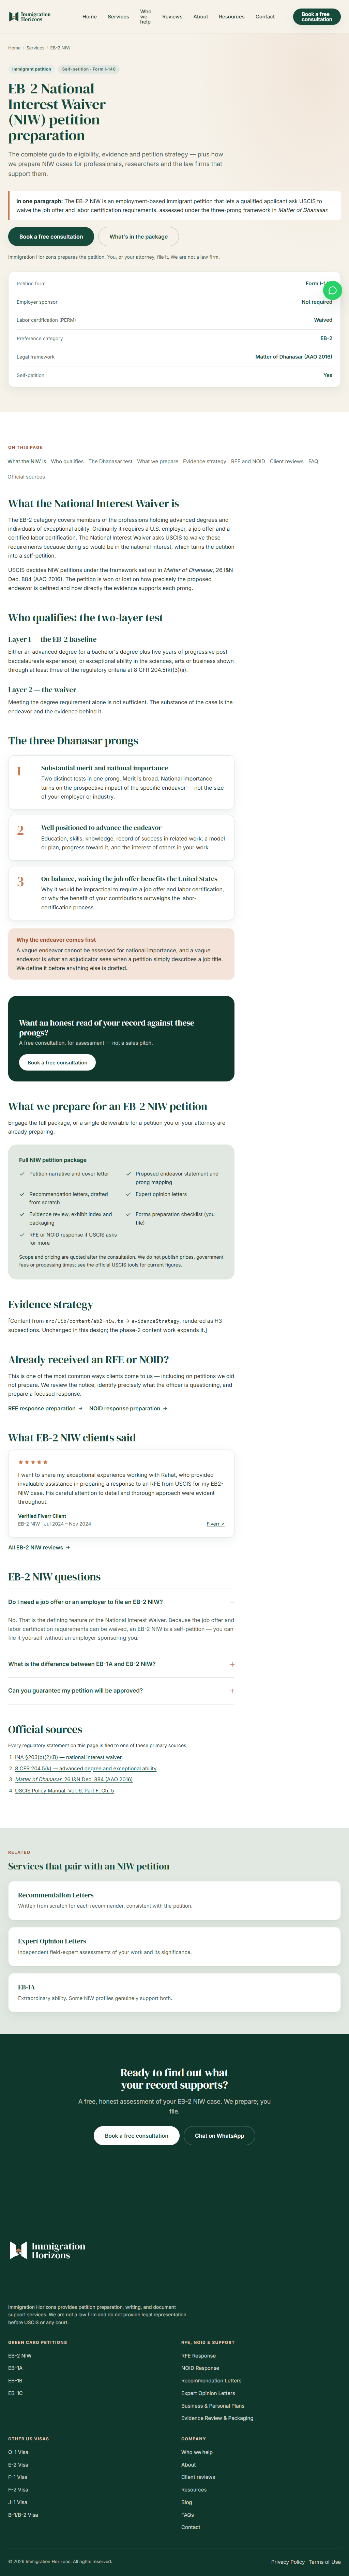 Immigration
Horizons
Home
Services
Who
we
help
Reviews
About
Resources
Contact
Book a free
consultation
Home / Services / EB-2 NIW
Immigrant petition
Self-petition · Form I-140
EB-2 National
Interest Waiver
(NIW) petition
preparation
The complete guide to eligibility, evidence and petition strategy — plus how
we prepare NIW cases for professionals, researchers and founders who need their file to
support them.
In one paragraph: The EB-2 NIW is an employment-based immigrant petition that lets a qualified applicant ask USCIS to
waive the job offer and labor certification requirements, assessed under the three-prong framework in Matter of Dhanasar.
Book a free consultation
What's in the package
Immigration Horizons prepares the petition. You, or your attorney, file it. We are not a law firm.
Petition form
Form I-
Employer sponsor
Not required
Labor certification (PERM)
Waived
Preference category
EB-2
Legal framework
Matter of Dhanasar (AAO 2016)
Self-petition
Yes
ON THIS PAGE
What the NIW is
Who qualifies
The Dhanasar test
What we prepare
Evidence strategy
RFE and NOID
Client reviews
FAQ
Official sources
What the National Interest Waiver is
The EB-2 category covers members of the professions holding advanced degrees and
individuals of exceptional ability. Ordinarily it requires a U.S. employer, a job offer and a
certified labor certification. The National Interest Waiver asks USCIS to waive those
requirements because doing so would be in the national interest, which turns the petition
into a self-petition.
USCIS decides NIW petitions under the framework set out in Matter of Dhanasar, 26 I&N
Dec. 884 (AAO 2016). The petition is won or lost on how precisely the proposed
endeavor is defined and how directly the evidence supports each prong.
Who qualifies: the two-layer test
Layer 1 — the EB-2 baseline
Either an advanced degree (or a bachelor's degree plus five years of progressive post-
baccalaureate experience), or exceptional ability in the sciences, arts or business shown
through at least three of the regulatory criteria at 8 CFR 204.5(k)(3)(ii).
Layer 2 — the waiver
Meeting the degree requirement alone is not sufficient. The substance of the case is the
endeavor and the evidence behind it.
The three Dhanasar prongs
1
Substantial merit and national importance
Two distinct tests in one prong. Merit is broad. National importance
turns on the prospective impact of the specific endeavor — not the size
of your employer or industry.
2
Well positioned to advance the endeavor
Education, skills, knowledge, record of success in related work, a model
or plan, progress toward it, and the interest of others in your work.
3
On balance, waiving the job offer benefits the United States
Why it would be impractical to require a job offer and labor certification,
or why the benefit of your contributions outweighs the labor-
certification process.
Why the endeavor comes first
A vague endeavor cannot be assessed for national importance, and a vague
endeavor is what an adjudicator sees when a petition simply describes a job title.
We define it before anything else is drafted.
Want an honest read of your record against these
prongs?
A free consultation, for assessment — not a sales pitch.
Book a free consultation
What we prepare for an EB-2 NIW petition
Engage the full package, or a single deliverable for a petition you or your attorney are
already preparing.
Full NIW petition package
Petition narrative and cover letter
Proposed endeavor statement and
prong mapping
Recommendation letters, drafted
from scratch
Expert opinion letters
Evidence review, exhibit index and
packaging
Forms preparation checklist (you
file)
RFE or NOID response if USCIS asks
for more
Scope and pricing are quoted after the consultation. We do not publish prices, government
fees or processing times; see the official USCIS tools for current figures.
Evidence strategy
[Content from src/lib/content/eb2-niw.ts → evidenceStrategy, rendered as H3
subsections. Unchanged in this design; the phase-2 content work expands it.]
Already received an RFE or NOID?
This is one of the most common ways clients come to us — including on petitions we did
not prepare. We review the notice, identify precisely what the officer is questioning, and
prepare a focused response.
RFE response preparation →
NOID response preparation →
What EB-2 NIW clients said
★★★★★
I want to share my exceptional experience working with Rahat, who provided
invaluable assistance in preparing a response to an RFE from USCIS for my EB2-
NIW case. His careful attention to detail and thorough approach were evident
throughout.
Verified Fiverr Client
EB-2 NIW · Jul 2024 – Nov 2024
Fiverr ↗
All EB-2 NIW reviews →
EB-2 NIW questions
Do I need a job offer or an employer to file an EB-2 NIW?
No. That is the defining feature of the National Interest Waiver. Because the job offer and
labor certification requirements can be waived, an EB-2 NIW is a self-petition — you can
file it yourself without an employer sponsoring you.
What is the difference between EB-1A and EB-2 NIW?
Can you guarantee my petition will be approved?
Official sources
Every regulatory statement on this page is tied to one of these primary sources.
1. INA §203(b)(2)(B) — national interest waiver
2. 8 CFR 204.5(k) — advanced degree and exceptional ability
3. Matter of Dhanasar, 26 I&N Dec. 884 (AAO 2016)
4. USCIS Policy Manual, Vol. 6, Part F, Ch. 5
RELATED
Services that pair with an NIW petition
Recommendation Letters
Written from scratch for each recommender, consistent with the petition.
Expert Opinion Letters
Independent field-expert assessments of your work and its significance.
EB-1A
Extraordinary ability. Some NIW profiles genuinely support both.
Ready to find out what
your record supports?
A free, honest assessment of your EB-2 NIW case. We prepare; you
file.
Book a free consultation
Chat on WhatsApp
Immigration
Horizons
Immigration Horizons provides petition preparation, writing, and document
support services. We are not a law firm and do not provide legal representation
before USCIS or any court.
GREEN CARD PETITIONS
EB-2 NIW
EB-1A
EB-1B
EB-1C
RFE, NOID & SUPPORT
RFE Response
NOID Response
Recommendation Letters
Expert Opinion Letters
Business & Personal Plans
Evidence Review & Packaging
OTHER US VISAS
O-1 Visa
E-2 Visa
F-1 Visa
F-2 Visa
J-1 Visa
B-1/B-2 Visa
COMPANY
Who we help
About
Client reviews
Resources
Blog
FAQs
Contact
© 2026 Immigration Horizons. All rights reserved.
Privacy Policy · Terms of Use